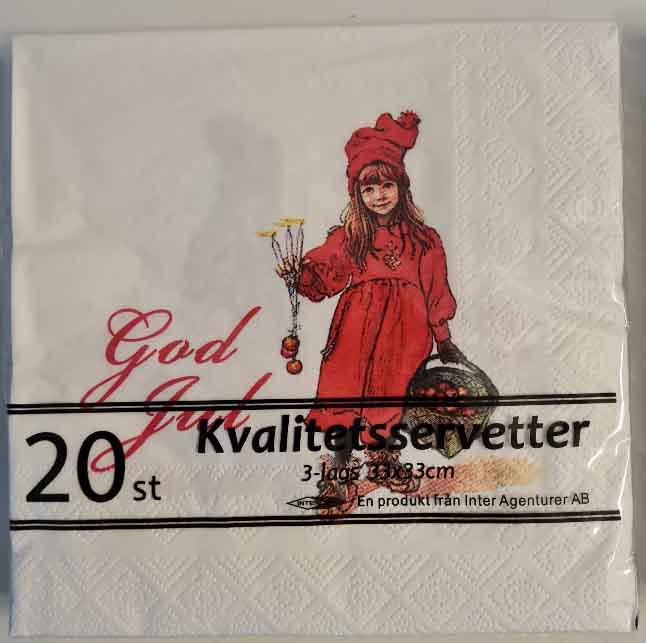 God
Jul
20 st
Kvalitetsservetter
3-lags 33x33cm
En produkt från Inter Agenturer AB